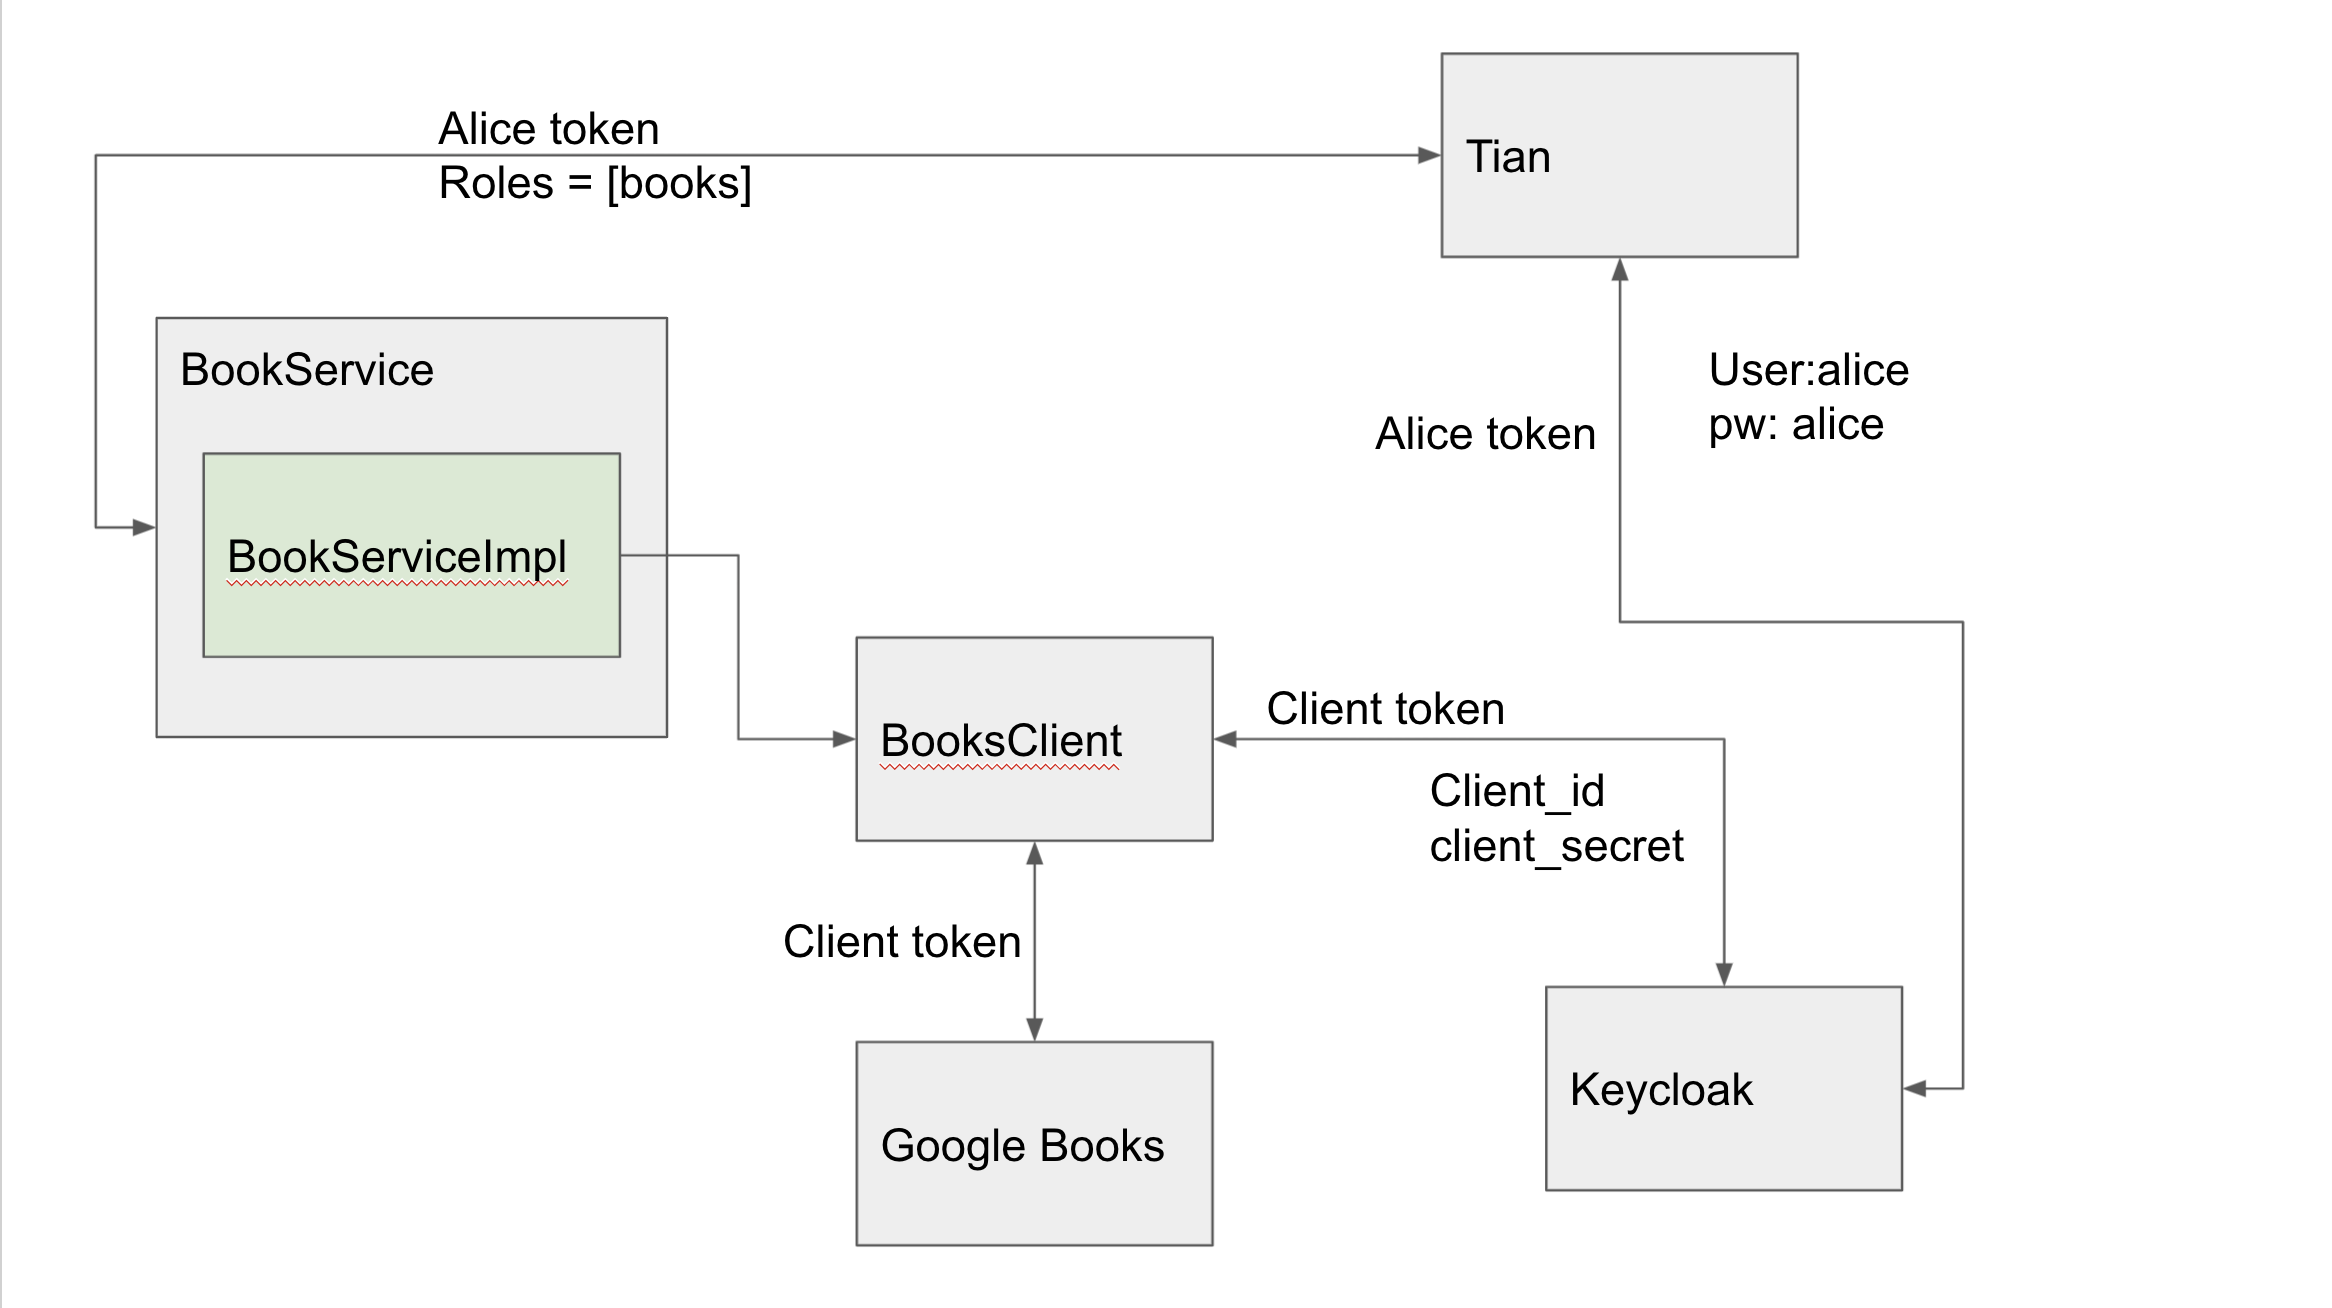 Alice token
Roles = [books]
Tian
BookService
User:alice
pw: alice
Alice token
BookServiceImpl
BooksClient
Client token
Client_id
client_secret
Client token
Google Books
Keycloak